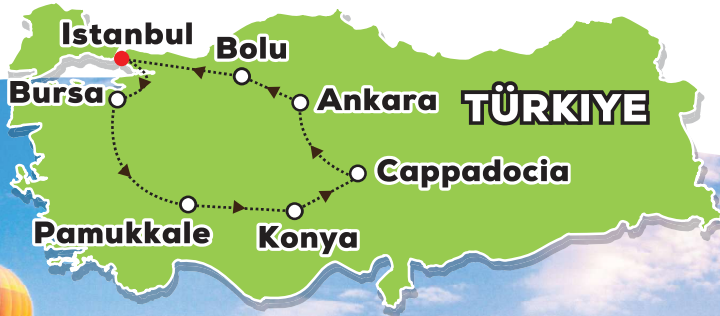 Istanbul
Bolu
Bursa
Ankara
TÜRKIYE
Cappadocia
Pamukkale
Konya